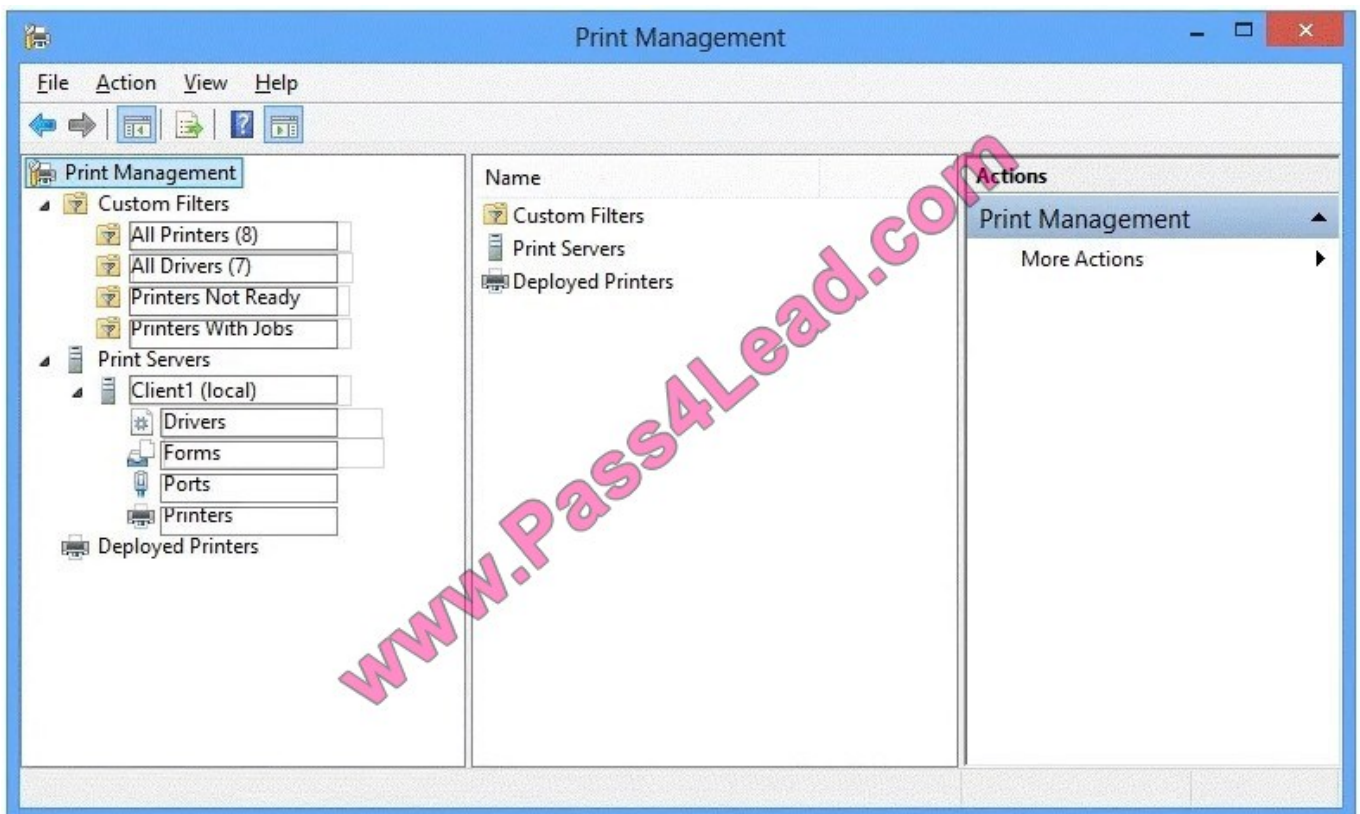 Print Management
File Action View Help
Print Management
Custom Filters
All Printers (8)
All Drivers (7)
Printers Not Ready
Printers With Jobs
Print Servers
Client1 (local)
Drivers
Forms
Ports
Printers
Deployed Printers
Name
Custom Filters
Print Servers
Deployed Printers
Actions
Print Management
More Actions
www.Pass4Lead.com